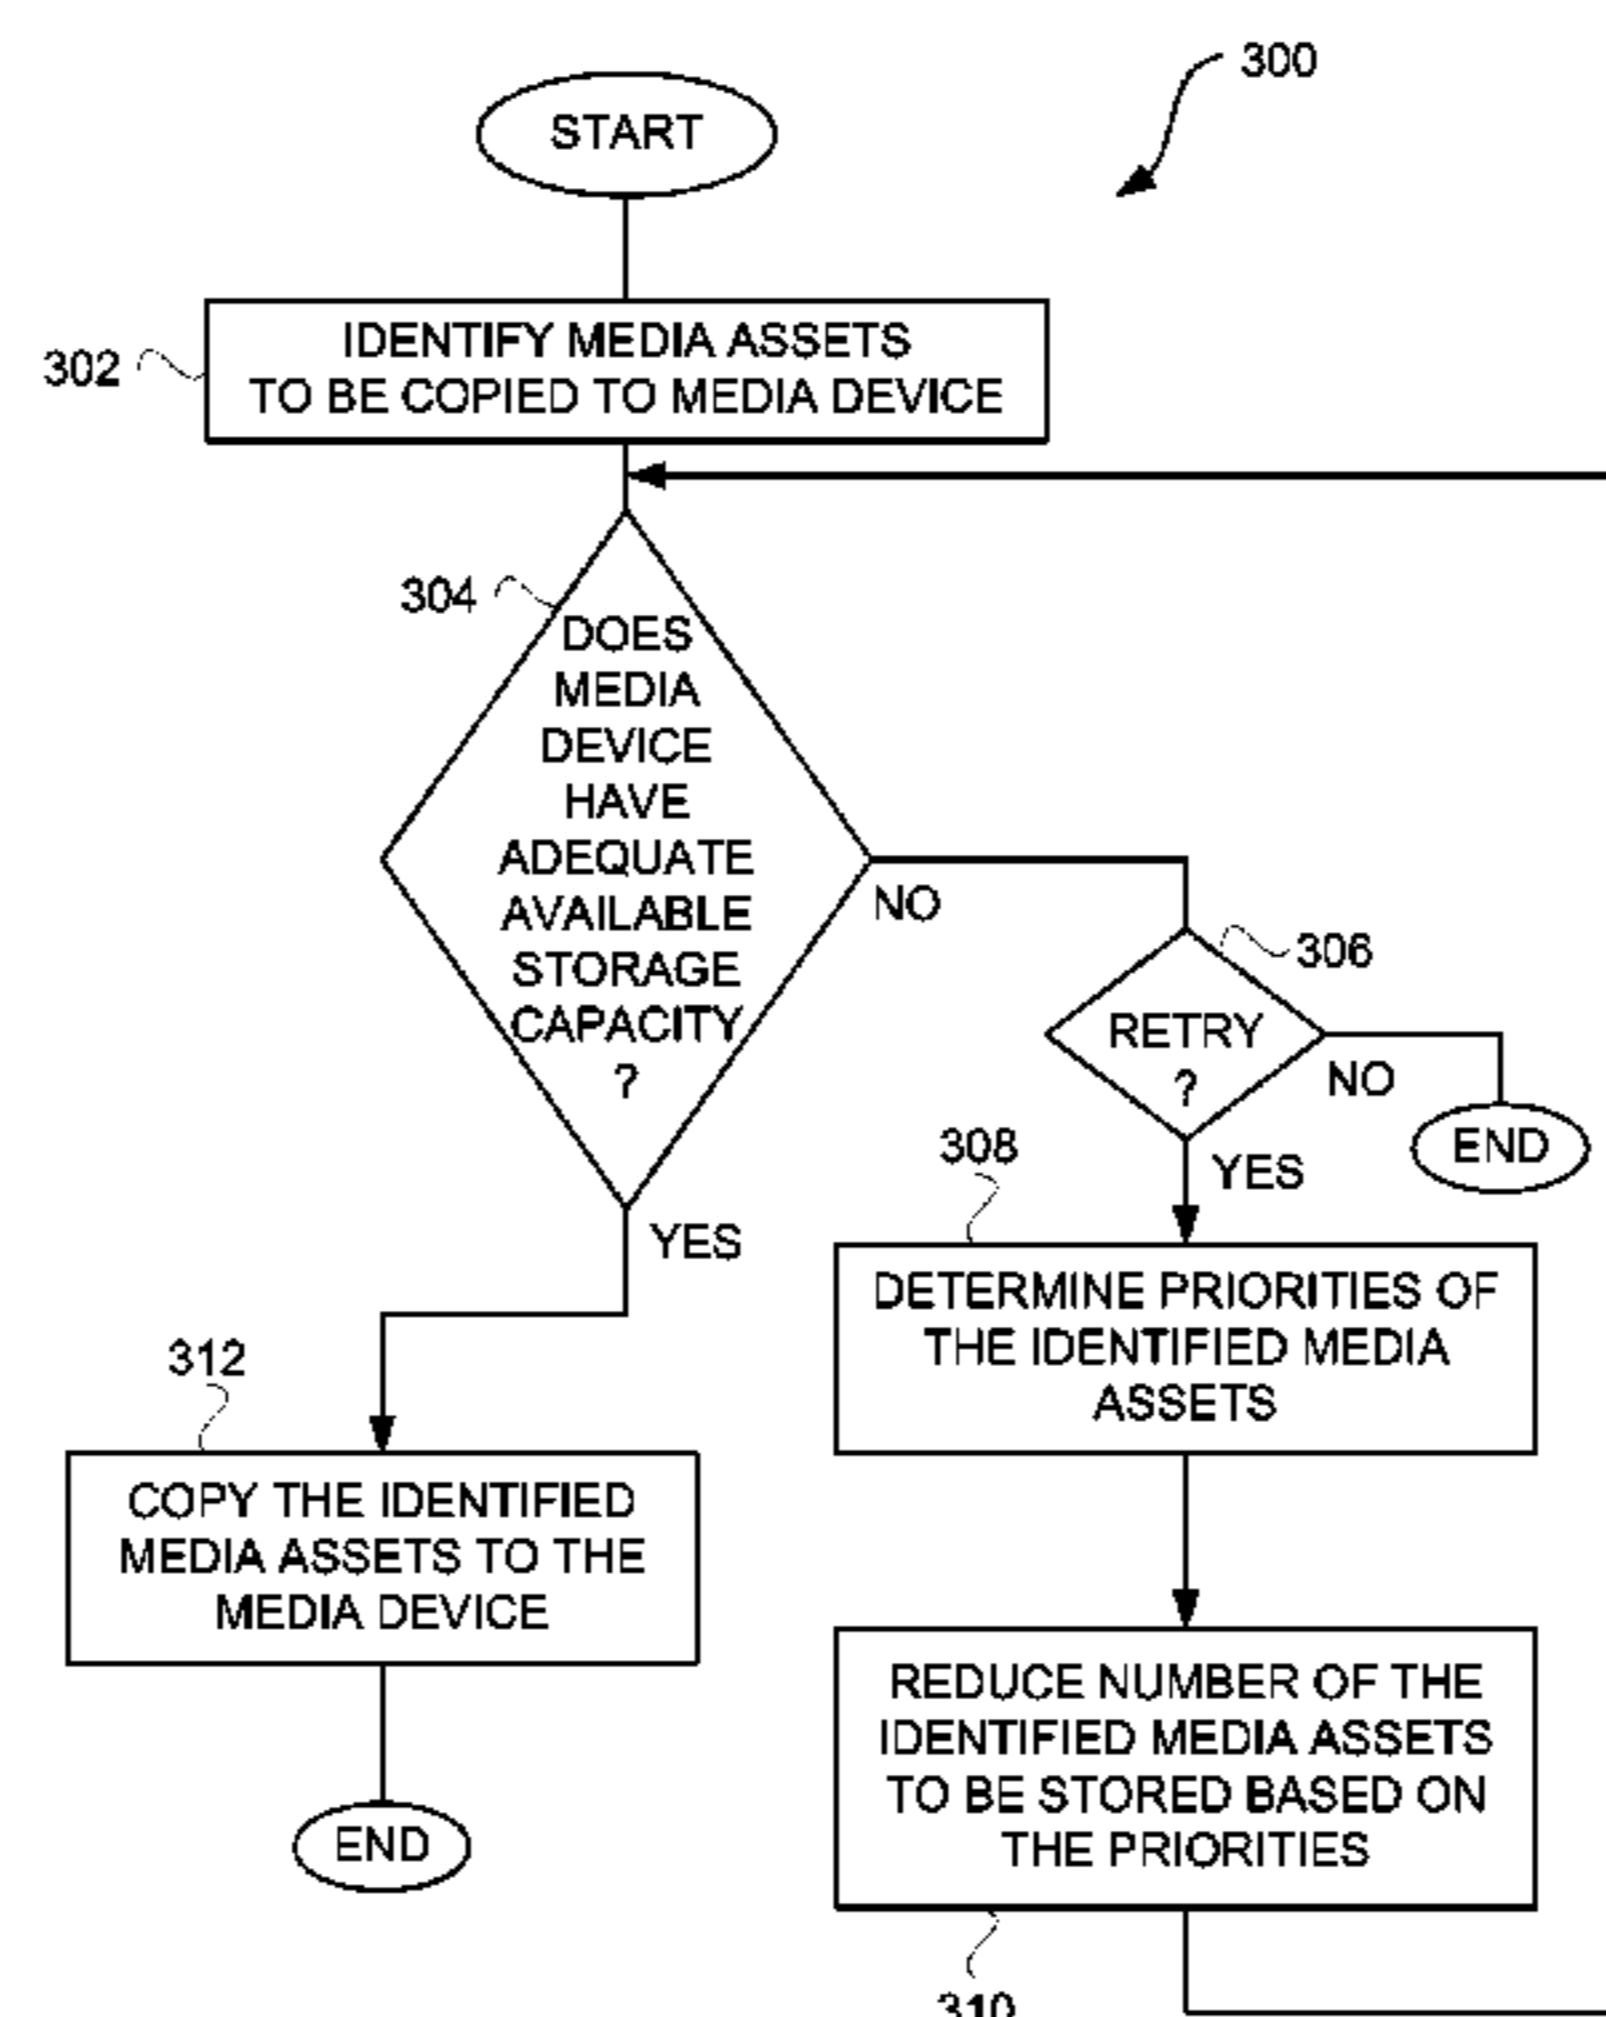 300
START
302
IDENTIFY MEDIA ASSETS
TO BE COPIED TO MEDIA DEVICE
304
DOES
MEDIA
DEVICE
HAVE
ADEQUATE
AVAILABLE
STORAGE
CAPACITY
?
NO
306
RETRY
?
NO
END
YES
308
DETERMINE PRIORITIES OF
THE IDENTIFIED MEDIA
ASSETS
YES
312
COPY THE IDENTIFIED
MEDIA ASSETS TO THE
MEDIA DEVICE
END
REDUCE NUMBER OF THE
IDENTIFIED MEDIA ASSETS
TO BE STORED BASED ON
THE PRIORITIES
310